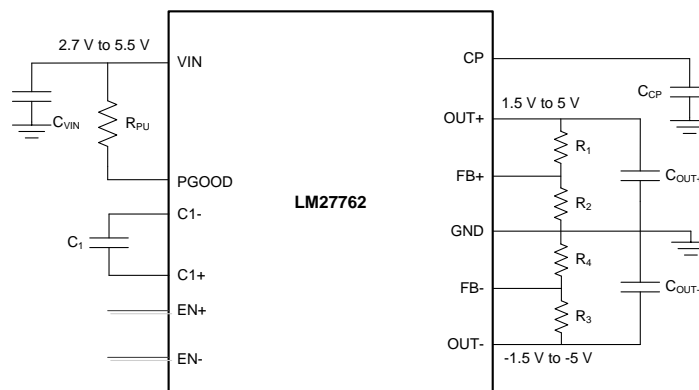 2.7 V to 5.5 V
VIN
CP
C_VIN
R_PU
C_CP
OUT+
1.5 V to 5 V
R_1
PGOOD
FB+
C_OUT-
LM27762
R_2
C1-
GND
C_1
R_4
C1+
FB-
C_OUT-
EN+
R_3
OUT-
-1.5 V to -5 V
EN-